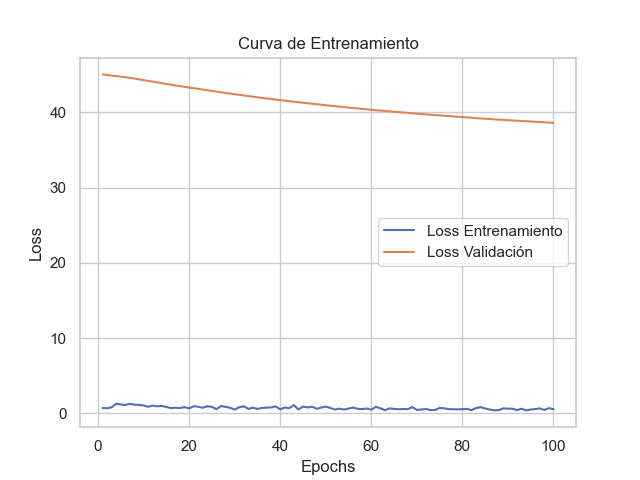 Curva de Entrenamiento
Loss
40
30
20
10
0
Loss Entrenamiento
Loss Validación
0 20 40 60 80 100
Epochs